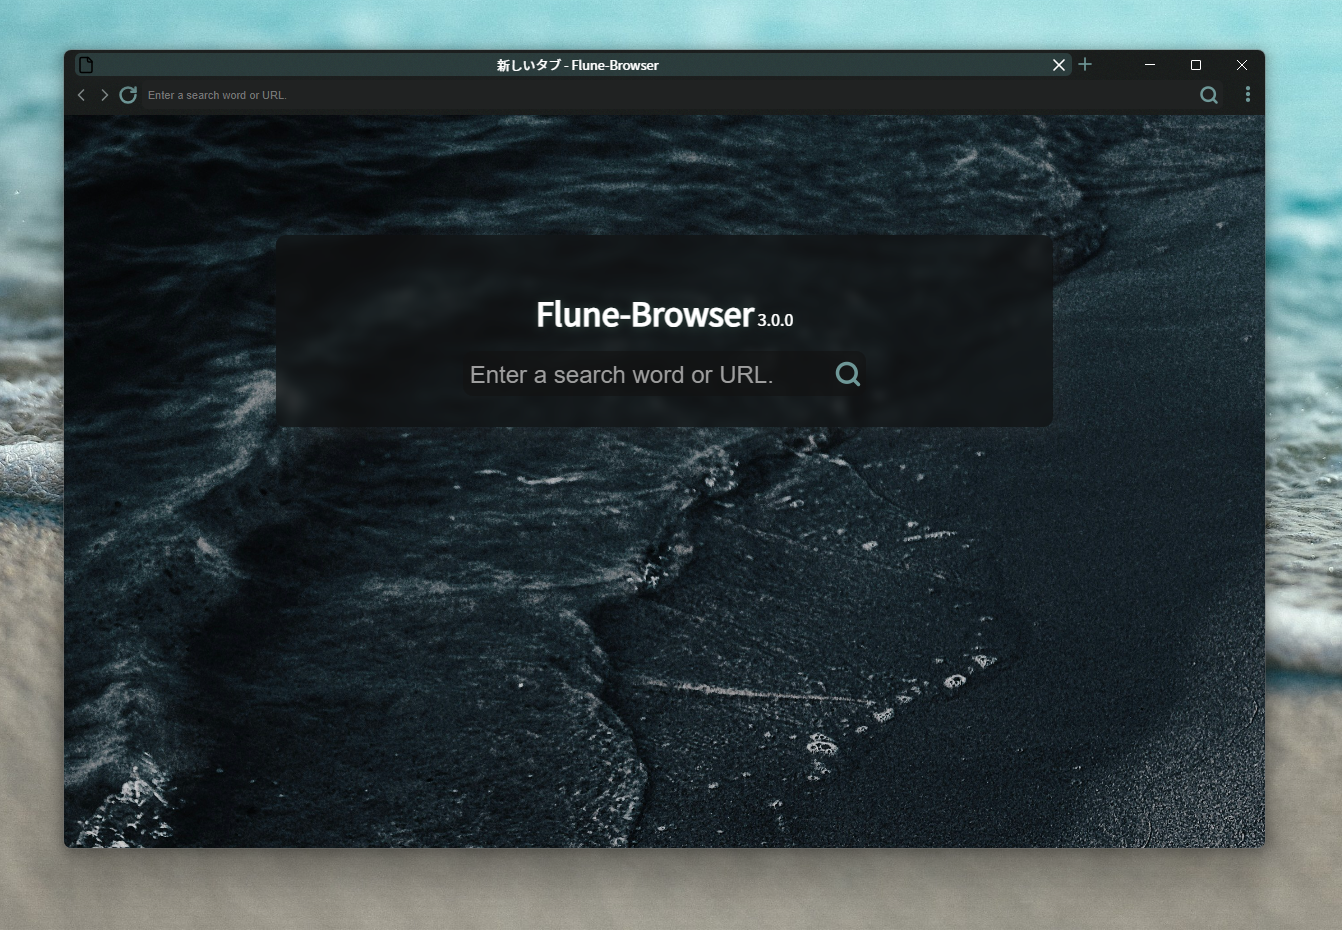 新しいタブ - Flune-Browser
Enter a search word or URL.
Flune-Browser 3.0.0
Enter a search word or URL.